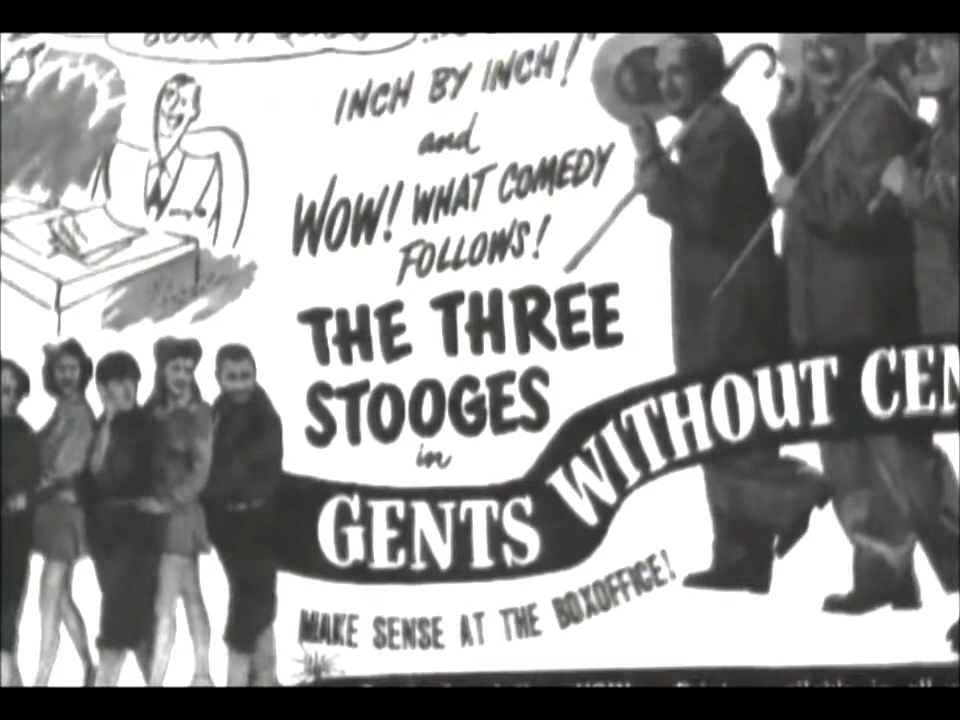 INCH BY INCH!
and
WOW! WHAT COMEDY
FOLLOWS!
THE THREE
STOOGES
in
GENTS WITHOUT CEN
MAKE SENSE AT THE BOXOFFICE!